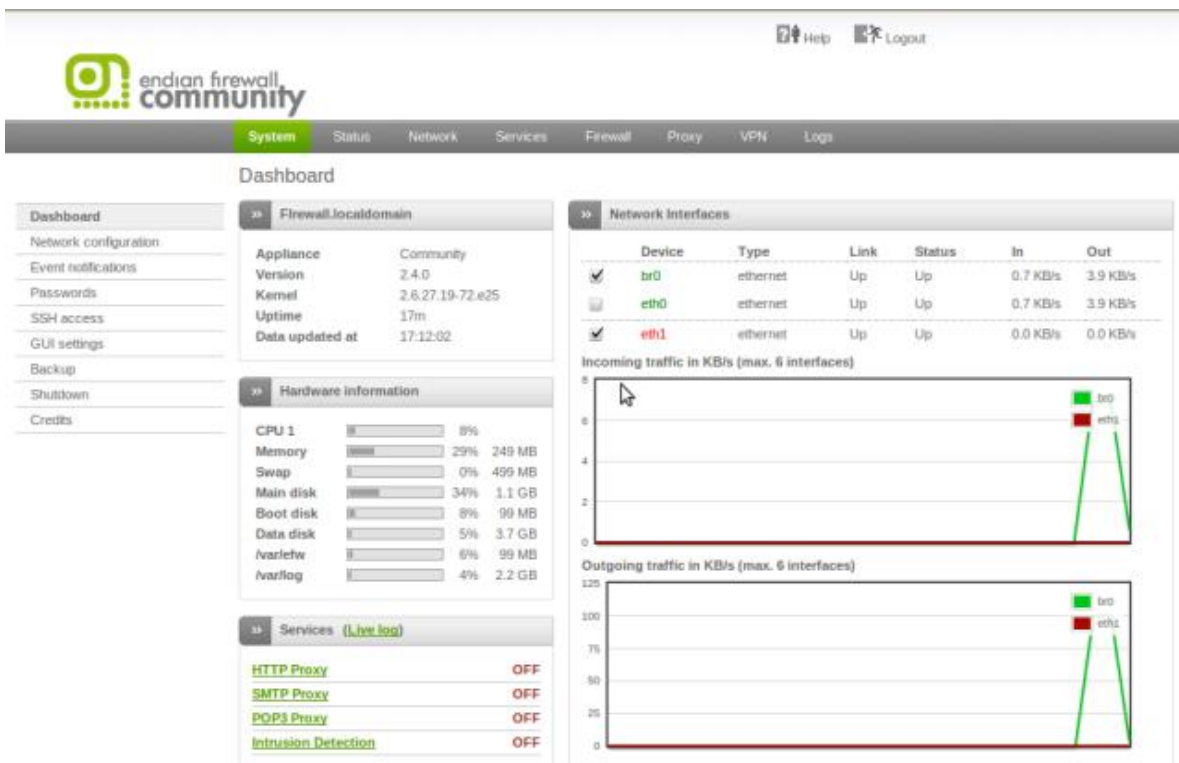 Help Logout
endian firewall
community
System Status Network Services Firewall Proxy VPN Logs
Dashboard
Dashboard
Network configuration
Event notifications
Passwords
SSH access
GUI settings
Backup
Shutdown
Credits
» Firewall.localdomain
Appliance Community
Version 2.4.0
Kernel 2.6.27.19-72.e25
Uptime 17m
Data updated at 17:12:02
» Hardware information
CPU 1 8%
Memory 29% 249 MB
Swap 0% 499 MB
Main disk 34% 1.1 GB
Boot disk 8% 99 MB
Data disk 5% 3.7 GB
/var/efw 6% 99 MB
/var/log 4% 2.2 GB
» Services (Live log)
HTTP Proxy OFF
SMTP Proxy OFF
POP3 Proxy OFF
Intrusion Detection OFF
» Network Interfaces
Device Type Link Status In Out
br0 ethernet Up Up 0.7 KB/s 3.9 KB/s
eth0 ethernet Up Up 0.7 KB/s 3.9 KB/s
eth1 ethernet Up Up 0.0 KB/s 0.0 KB/s
Incoming traffic in KB/s (max. 6 interfaces)
8
6
4
2
0
br0
eth1
Outgoing traffic in KB/s (max. 6 interfaces)
125
100
75
50
25
0
br0
eth1